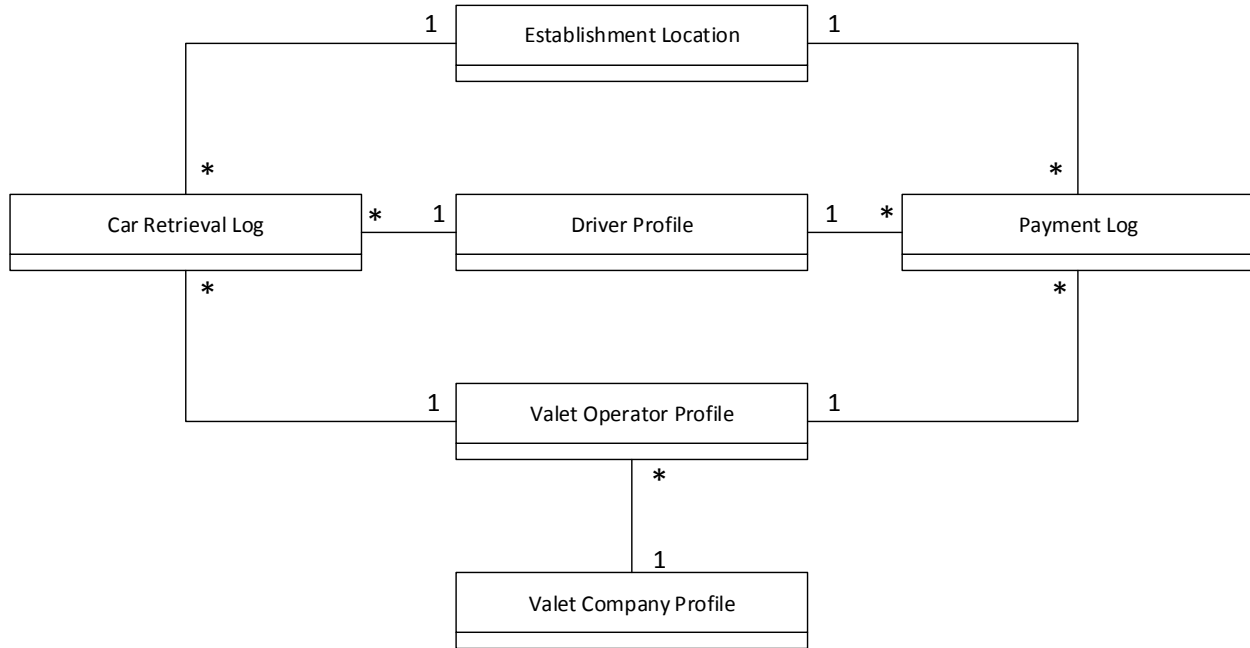 1 Establishment Location 1
* *
Car Retrieval Log * 1 Driver Profile 1 * Payment Log
* *
1 Valet Operator Profile 1
*
1
Valet Company Profile